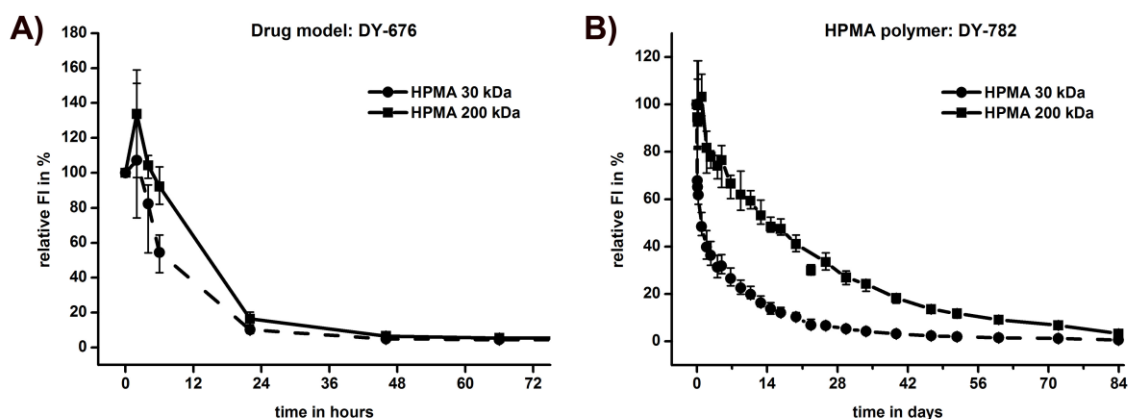 A)
Drug model: DY-676
HPMA 30 kDa
HPMA 200 kDa
relative FI in %
180
160
140
120
100
80
60
40
20
0
0 12 24 36 48 60 72
time in hours
B)
HPMA polymer: DY-782
HPMA 30 kDa
HPMA 200 kDa
relative FI in %
120
100
80
60
40
20
0
0 14 28 42 56 70 84
time in days